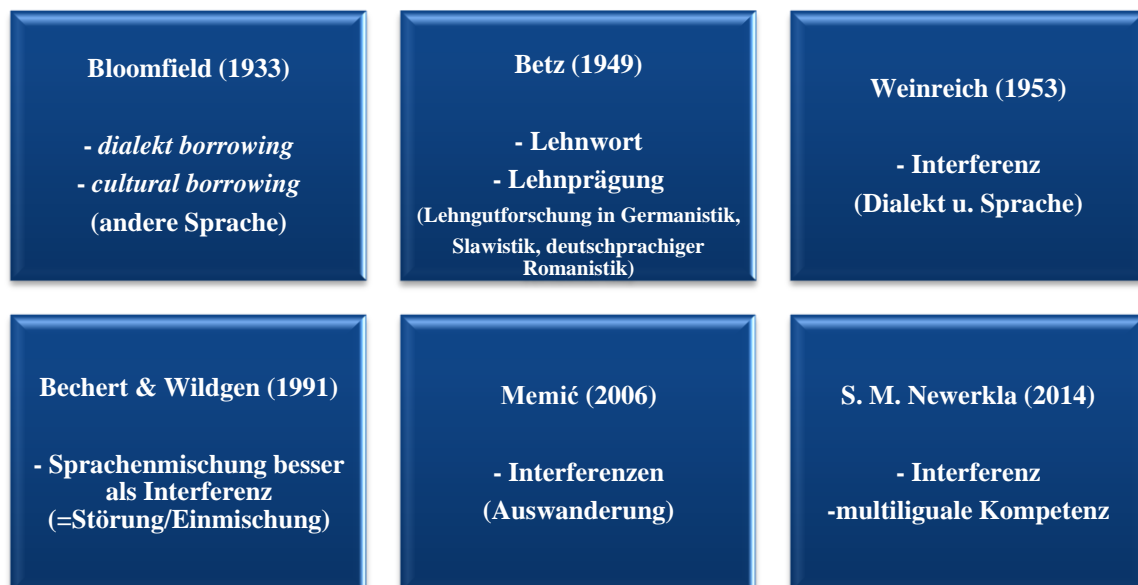 Bloomfield (1933)
- dialekt borrowing
- cultural borrowing
(andere Sprache)
Betz (1949)
- Lehnwort
- Lehnprägung
(Lehngutforschung in Germanistik,
Slawistik, deutschprachiger
Romanistik)
Weinreich (1953)
- Interferenz
(Dialekt u. Sprache)
Bechert & Wildgen (1991)
- Sprachenmischung besser
als Interferenz
(=Störung/Einmischung)
Memić (2006)
- Interferenzen
(Auswanderung)
S. M. Newerkla (2014)
- Interferenz
-multiliguale Kompetenz